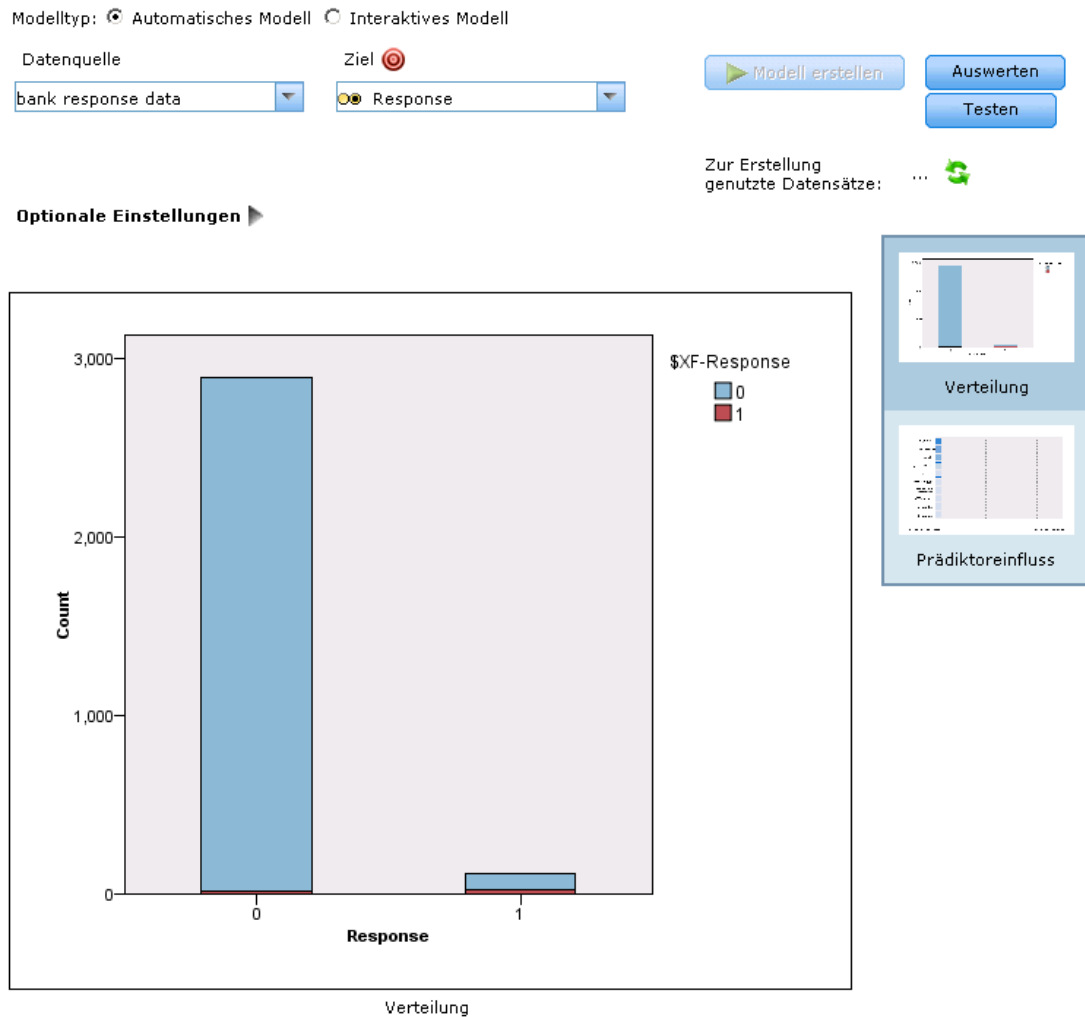 Modelltyp: Automatisches Modell Interaktives Modell
Datenquelle
Ziel
bank response data
Response
Modell erstellen
Auswerten
Testen
Zur Erstellung
genutzte Datensätze: ...
Optionale Einstellungen
3,000
2,000
1,000
0
Count
0
1
Response
$XF-Response
0
1
Verteilung
Verteilung
Prädiktoreinfluss